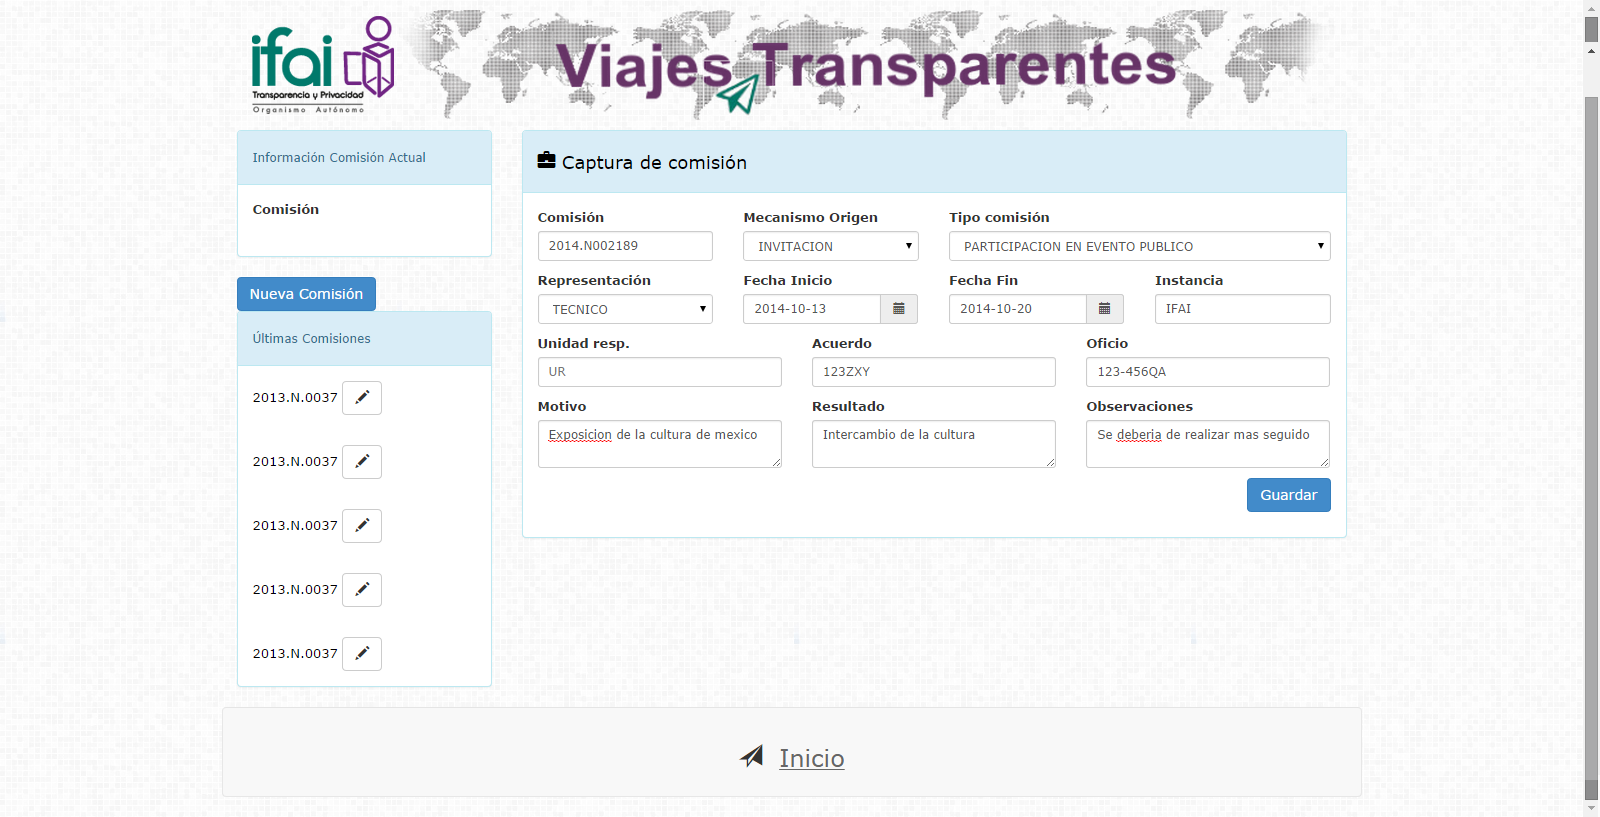 ifai
Transparencia y Privacidad
Organismo Autónomo
Viajes Transparentes
Información Comisión Actual
Comisión
Nueva Comisión
Últimas Comisiones
2013.N.0037
2013.N.0037
2013.N.0037
2013.N.0037
2013.N.0037
Captura de comisión
Comisión Mecanismo Origen Tipo comisión
2014.N002189 INVITACION PARTICIPACION EN EVENTO PUBLICO
Representación Fecha Inicio Fecha Fin Instancia
TECNICO 2014-10-13 2014-10-20 IFAI
Unidad resp. Acuerdo Oficio
UR 123ZXY 123-456QA
Motivo Resultado Observaciones
Exposicion de la cultura de mexico Intercambio de la cultura Se deberia de realizar mas seguido
Guardar
Inicio